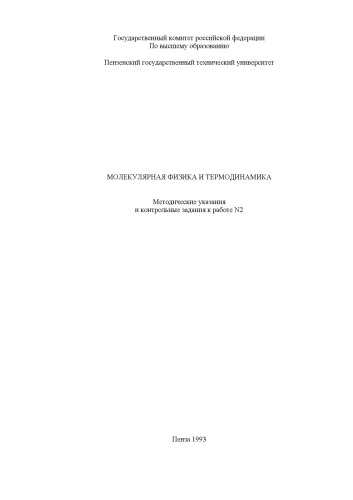 Государственный комитет российской федерации
По высшему образованию
Пензенский государственный технический университет
МОЛЕКУЛЯРНАЯ ФИЗИКА И ТЕРМОДИНАМИКА
Методические указания
и контрольные задания к работе N2
Пенза 1993